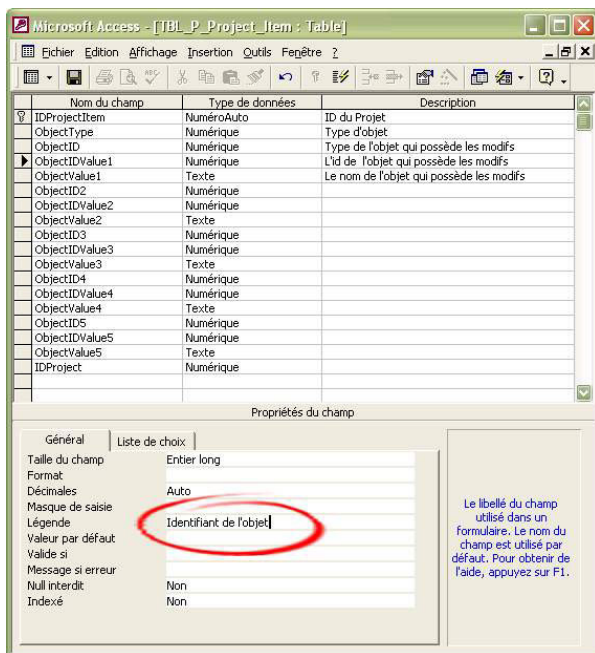 Microsoft Access - [TBL_P_Project_Item : Table]
Fichier Edition Affichage Insertion Outils Fenêtre ?
Nom du champ Type de données Description
IDProjectItem NuméroAuto ID du Projet
ObjectType Numérique Type d'objet
ObjectID Numérique Type de l'objet qui possède les modifs
ObjectIDValue1 Numérique L'id de l'objet qui possède les modifs
ObjectValue1 Texte Le nom de l'objet qui possède les modifs
ObjectID2 Numérique
ObjectIDValue2 Numérique
ObjectValue2 Texte
ObjectID3 Numérique
ObjectIDValue3 Numérique
ObjectValue3 Texte
ObjectID4 Numérique
ObjectIDValue4 Numérique
ObjectValue4 Texte
ObjectID5 Numérique
ObjectIDValue5 Numérique
ObjectValue5 Texte
IDProject Numérique
Propriétés du champ
Général Liste de choix
Taille du champ Entier long
Format
Décimales Auto
Masque de saisie
Légende Identifiant de l'objet
Valeur par défaut
Valide si
Message si erreur
Null interdit Non
Indexé Non
Le libellé du champ
utilisé dans un
formulaire. Le nom du
champ est utilisé par
défaut. Pour obtenir de
l'aide, appuyez sur F1.